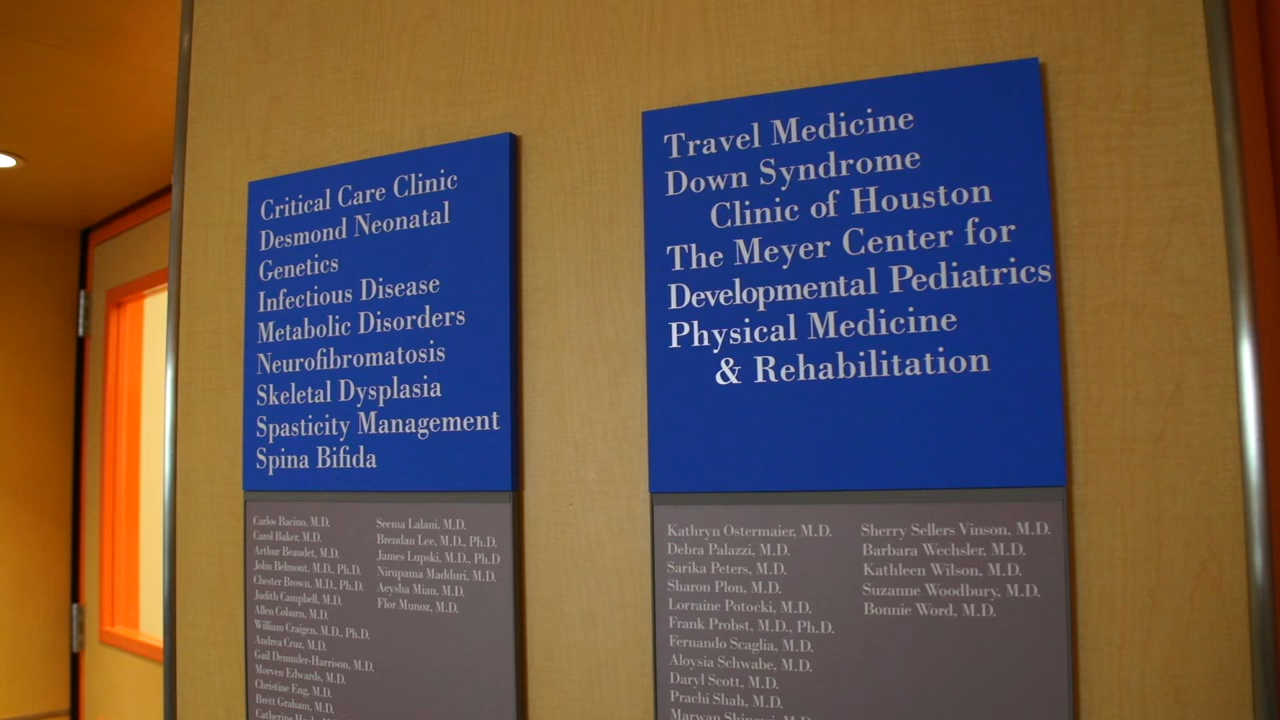 Critical Care Clinic
Desmond Neonatal
Genetics
Infectious Disease
Metabolic Disorders
Neurofibromatosis
Skeletal Dysplasia
Spasticity Management
Spina Bifida
Carlos Bacino, M.D.
Carol Baker, M.D.
Arthur Beaudet, M.D.
John Belmont, M.D., Ph.D.
Chester Brown, M.D., Ph.D.
Judith Campbell, M.D.
Allen Coburn, M.D.
William Craigen, M.D., Ph.D.
Andrea Cruz, M.D.
Gail Demmler-Harrison, M.D.
Morven Edwards, M.D.
Christine Eng, M.D.
Brett Graham, M.D.
Catherine
Seema Lalani, M.D.
Brendan Lee, M.D., Ph.D.
James Lupski, M.D., Ph.D
Nirupama Madduri, M.D.
Aeysha Mian, M.D.
Flor Munoz, M.D.
Travel Medicine
Down Syndrome
Clinic of Houston
The Meyer Center for
Developmental Pediatrics
Physical Medicine
& Rehabilitation
Kathryn Ostermaier, M.D.
Debra Palazzi, M.D.
Sarika Peters, M.D.
Sharon Plon, M.D.
Lorraine Potocki, M.D.
Frank Probst, M.D., Ph.D.
Fernando Scaglia, M.D.
Aloysia Schwabe, M.D.
Daryl Scott, M.D.
Prachi Shah, M.D.
Marwan
Sherry Sellers Vinson, M.D.
Barbara Wechsler, M.D.
Kathleen Wilson, M.D.
Suzanne Woodbury, M.D.
Bonnie Word, M.D.